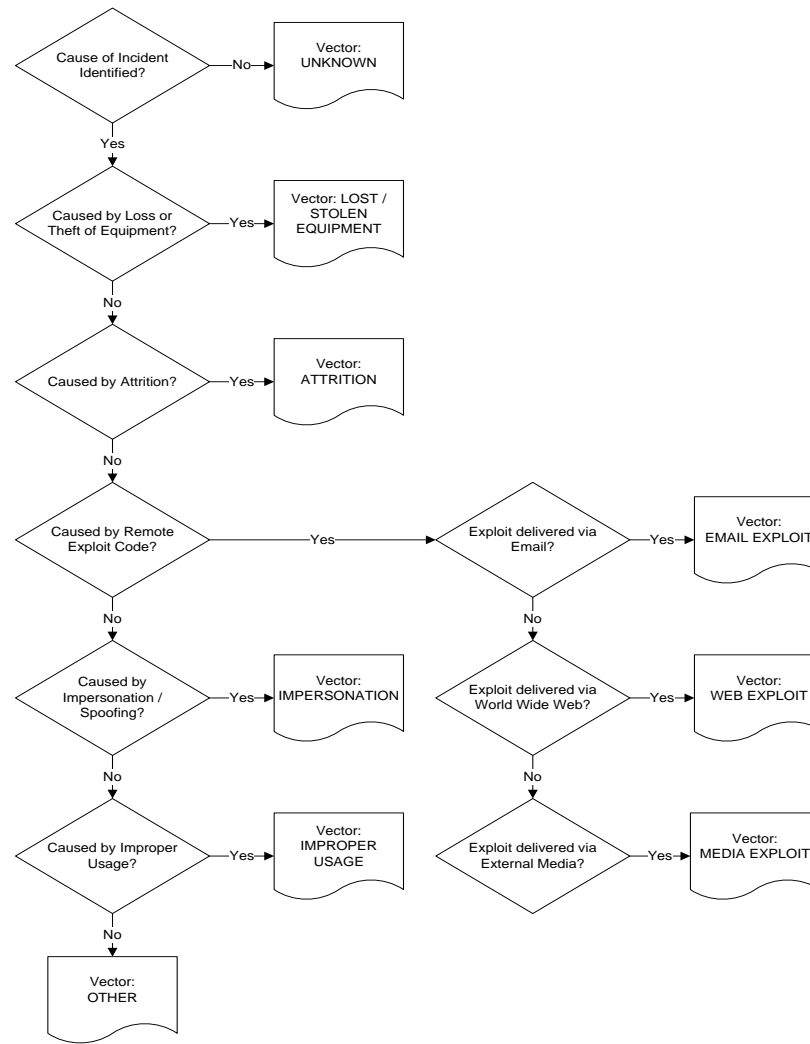 Cause of Incident
Identified?
No
Vector:
UNKNOWN
Yes
Caused by Loss or
Theft of Equipment?
Yes
Vector: LOST /
STOLEN
EQUIPMENT
No
Caused by Attrition?
Yes
Vector:
ATTRITION
No
Caused by Remote
Exploit Code?
Yes
Exploit delivered via
Email?
Yes
Vector:
EMAIL EXPLOIT
No
No
Caused by
Impersonation /
Spoofing?
Yes
Vector:
IMPERSONATION
Exploit delivered via
World Wide Web?
Yes
Vector:
WEB EXPLOIT
No
No
Caused by Improper
Usage?
Yes
Vector:
IMPROPER
USAGE
Exploit delivered via
External Media?
Yes
Vector:
MEDIA EXPLOIT
No
Vector:
OTHER